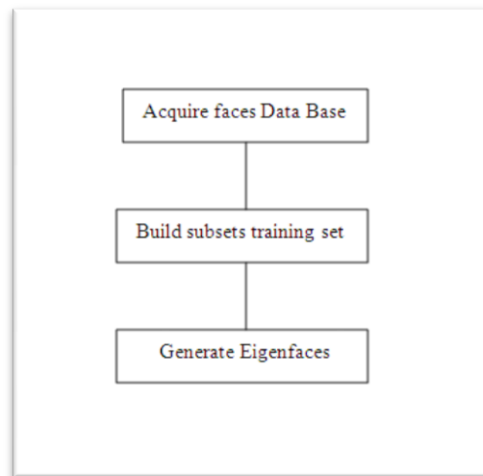 Acquire faces Data Base
Build subsets training set
Generate Eigenfaces